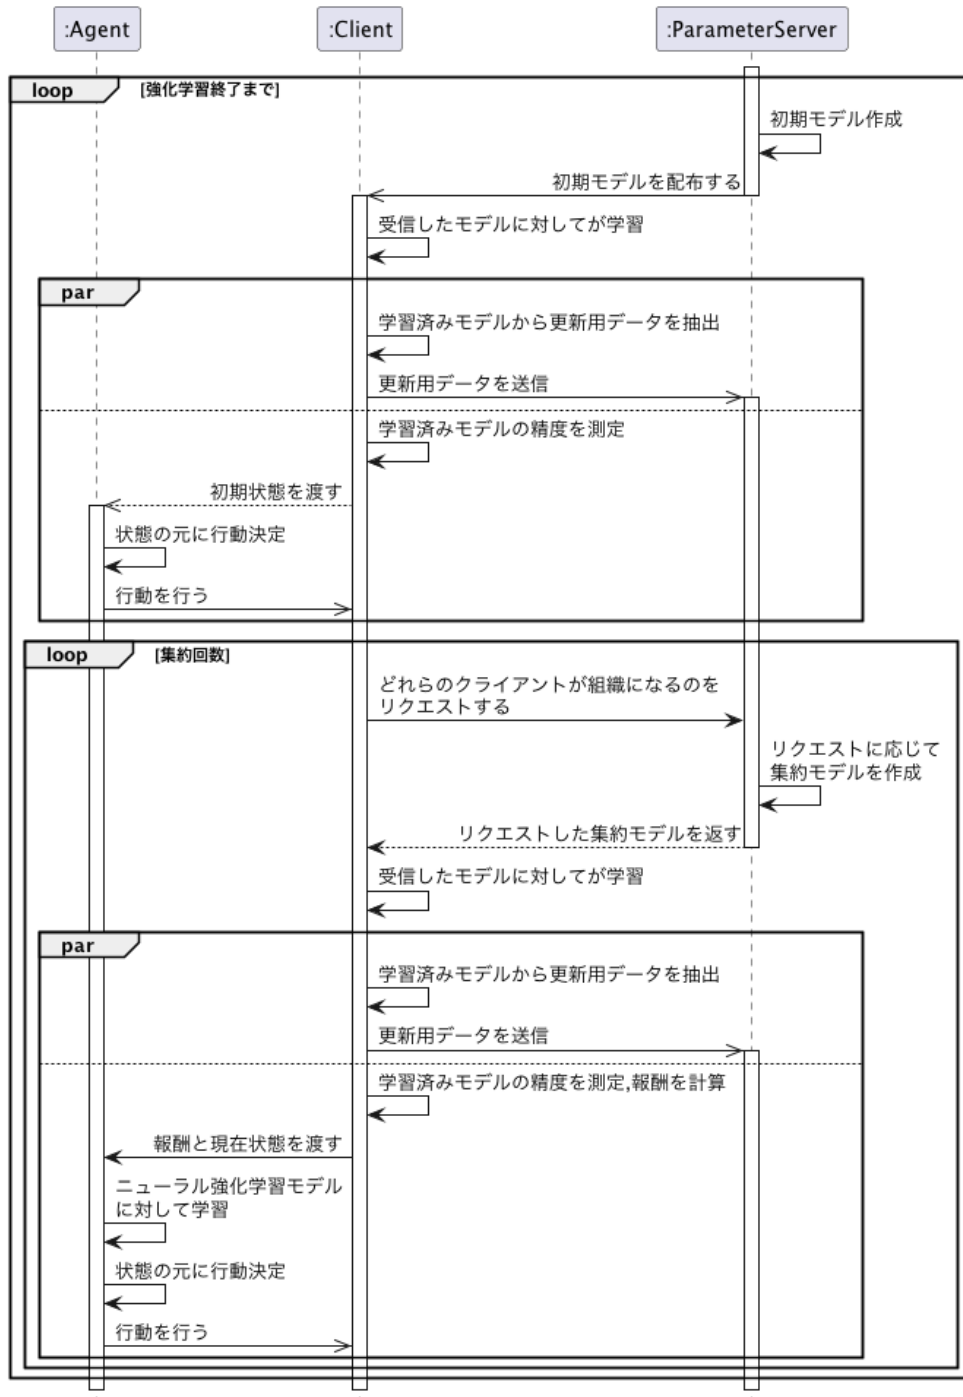 :Agent
:Client
:ParameterServer
loop
[強化学習終了まで]
初期モデル作成
初期モデルを配布する
受信したモデルに対してが学習
par
学習済みモデルから更新用データを抽出
更新用データを送信
学習済みモデルの精度を測定
初期状態を渡す
状態の元に行動決定
行動を行う
loop
[集約回数]
どれらのクライアントが組織になるのを
リクエストする
リクエストに応じて
集約モデルを作成
リクエストした集約モデルを返す
受信したモデルに対してが学習
par
学習済みモデルから更新用データを抽出
更新用データを送信
学習済みモデルの精度を測定,報酬を計算
報酬と現在状態を渡す
ニューラル強化学習モデル
に対して学習
状態の元に行動決定
行動を行う